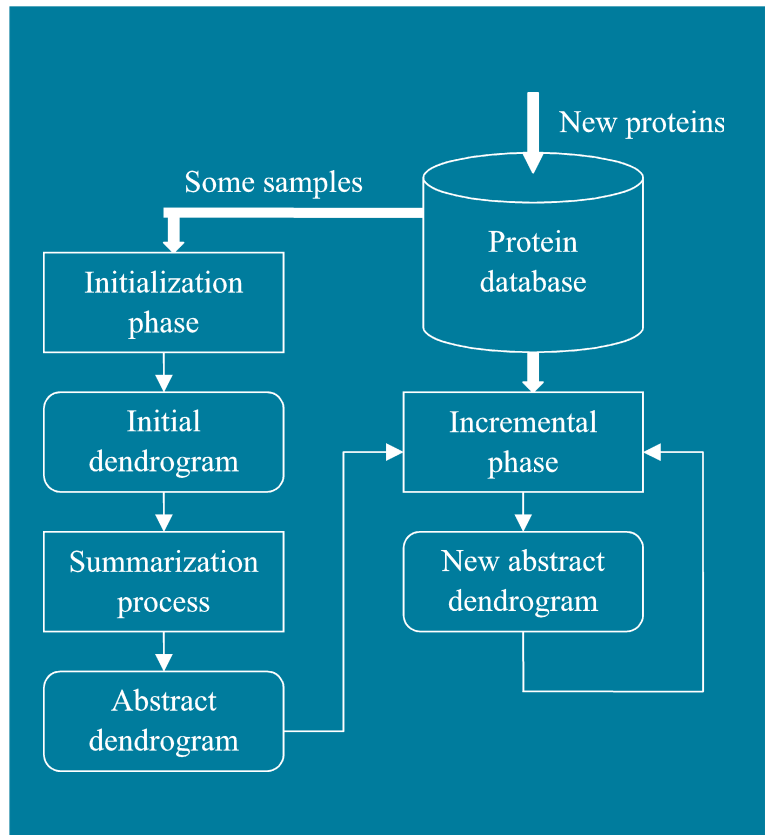 New proteins
Some samples
Protein
database
Initialization
phase
Initial
dendrogram
Incremental
phase
Summarization
process
New abstract
dendrogram
Abstract
dendrogram